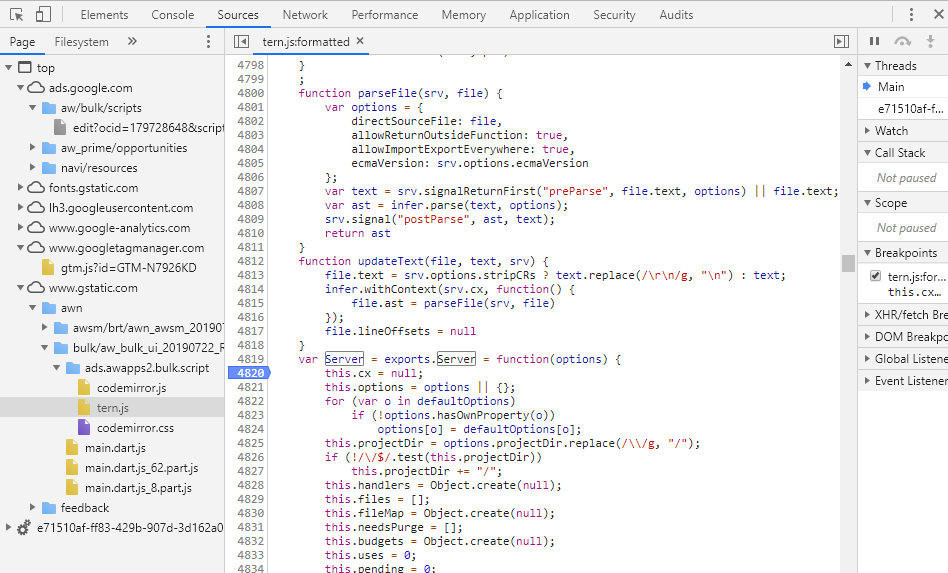 Elements Console Sources Network Performance Memory Application Security Audits
Page Filesystem
tern.js:formatted
top
ads.google.com
aw/bulk/scripts
edit?ocid=179728648&script
aw_prime/opportunities
navi/resources
fonts.gstatic.com
lh3.googleusercontent.com
www.google-analytics.com
www.googletagmanager.com
gtm.js?id=GTM-N7926KD
www.gstatic.com
awn
awsm/brt/awn_awsm_20190
bulk/aw_bulk_ui_20190722_R
ads.awapps2.bulk.script
codemirror.js
tern.js
codemirror.css
main.dart.js
main.dart.js_62.part.js
main.dart.js_8.part.js
feedback
e71510af-ff83-429b-907d-3d162a0
4798 }
4799 ;
4800 function parseFile(srv, file) {
4801 var options = {
4802 directSourceFile: file,
4803 allowReturnOutsideFunction: true,
4804 allowImportExportEverywhere: true,
4805 ecmaVersion: srv.options.ecmaVersion
4806 };
4807 var text = srv.signalReturnFirst("preParse", file.text, options) || file.text;
4808 var ast = infer.parse(text, options);
4809 srv.signal("postParse", ast, text);
4810 return ast
4811 }
4812 function updateText(file, text, srv) {
4813 file.text = srv.options.stripCRs ? text.replace(/\r\n/g, "\n") : text;
4814 infer.withContext(srv.cx, function() {
4815 file.ast = parseFile(srv, file)
4816 });
4817 file.lineOffsets = null
4818 }
4819 var Server = exports.Server = function(options) {
4820 this.cx = null;
4821 this.options = options || {};
4822 for (var o in defaultOptions)
4823 if (!options.hasOwnProperty(o))
4824 options[o] = defaultOptions[o];
4825 this.projectDir = options.projectDir.replace(/\\/g, "/");
4826 if (!/\/$/.test(this.projectDir))
4827 this.projectDir += "/";
4828 this.handlers = Object.create(null);
4829 this.files = [];
4830 this.fileMap = Object.create(null);
4831 this.needsPurge = [];
4832 this.budgets = Object.create(null);
4833 this.uses = 0;
4834 this.pending = 0;
Threads
Main
e71510af-f...
Watch
Call Stack
Not paused
Scope
Not paused
Breakpoints
tern.js:for...
this.cx...
XHR/fetch Bre
DOM Breakpo
Global Listene
Event Listener